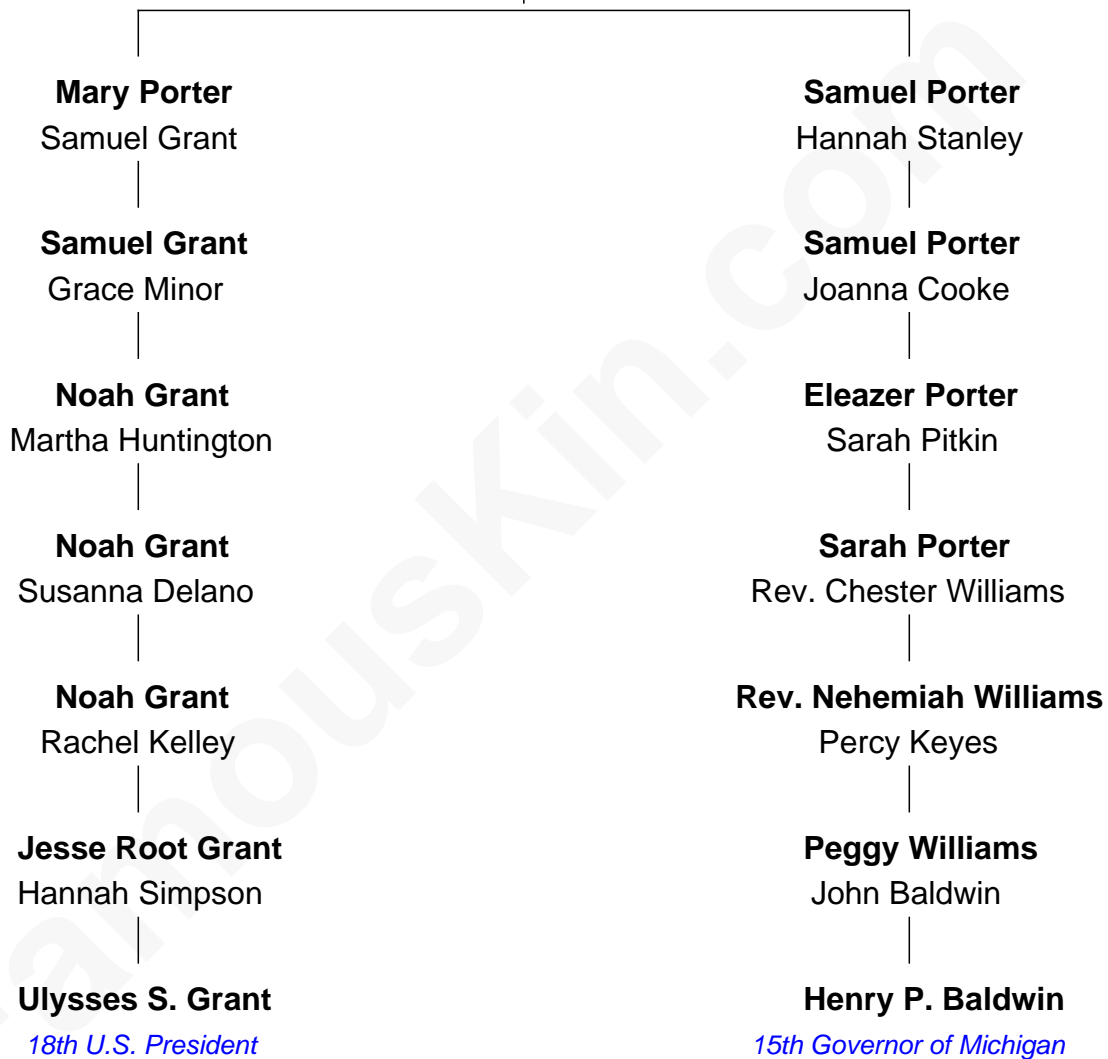 Mary Porter
Samuel Grant
Samuel Porter
Hannah Stanley
Samuel Grant
Grace Minor
Samuel Porter
Joanna Cooke
Noah Grant
Martha Huntington
Eleazer Porter
Sarah Pitkin
Noah Grant
Susanna Delano
Sarah Porter
Rev. Chester Williams
Noah Grant
Rachel Kelley
Rev. Nehemiah Williams
Percy Keyes
Jesse Root Grant
Hannah Simpson
Peggy Williams
John Baldwin
Ulysses S. Grant
18th U.S. President
Henry P. Baldwin
15th Governor of Michigan
amousKin.com